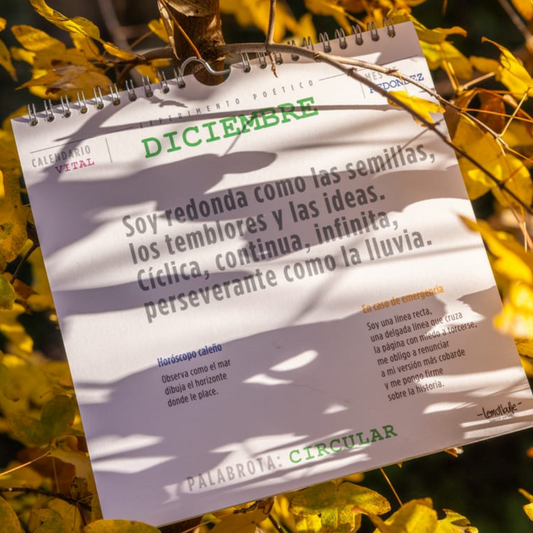 EXPERIMENTO POÉTICO
MES DE
REDONDEZ
CALENDARIO
VITAL
DICIEMBRE
Soy redonda como las semillas,
los temblores y las ideas.
Cíclica, continua, infinita,
perseverante como la lluvia.
Horóscopo caleño
Observa como el mar
dibuja el horizonte
donde le place.
En caso de emergencia
Soy una línea recta,
una delgada línea que cruza
la página con miedo a torcerse.
me obligo a renunciar
a mi versión más cobarde
y me pongo firme
sobre la historia.
PALABROTA: CIRCULAR